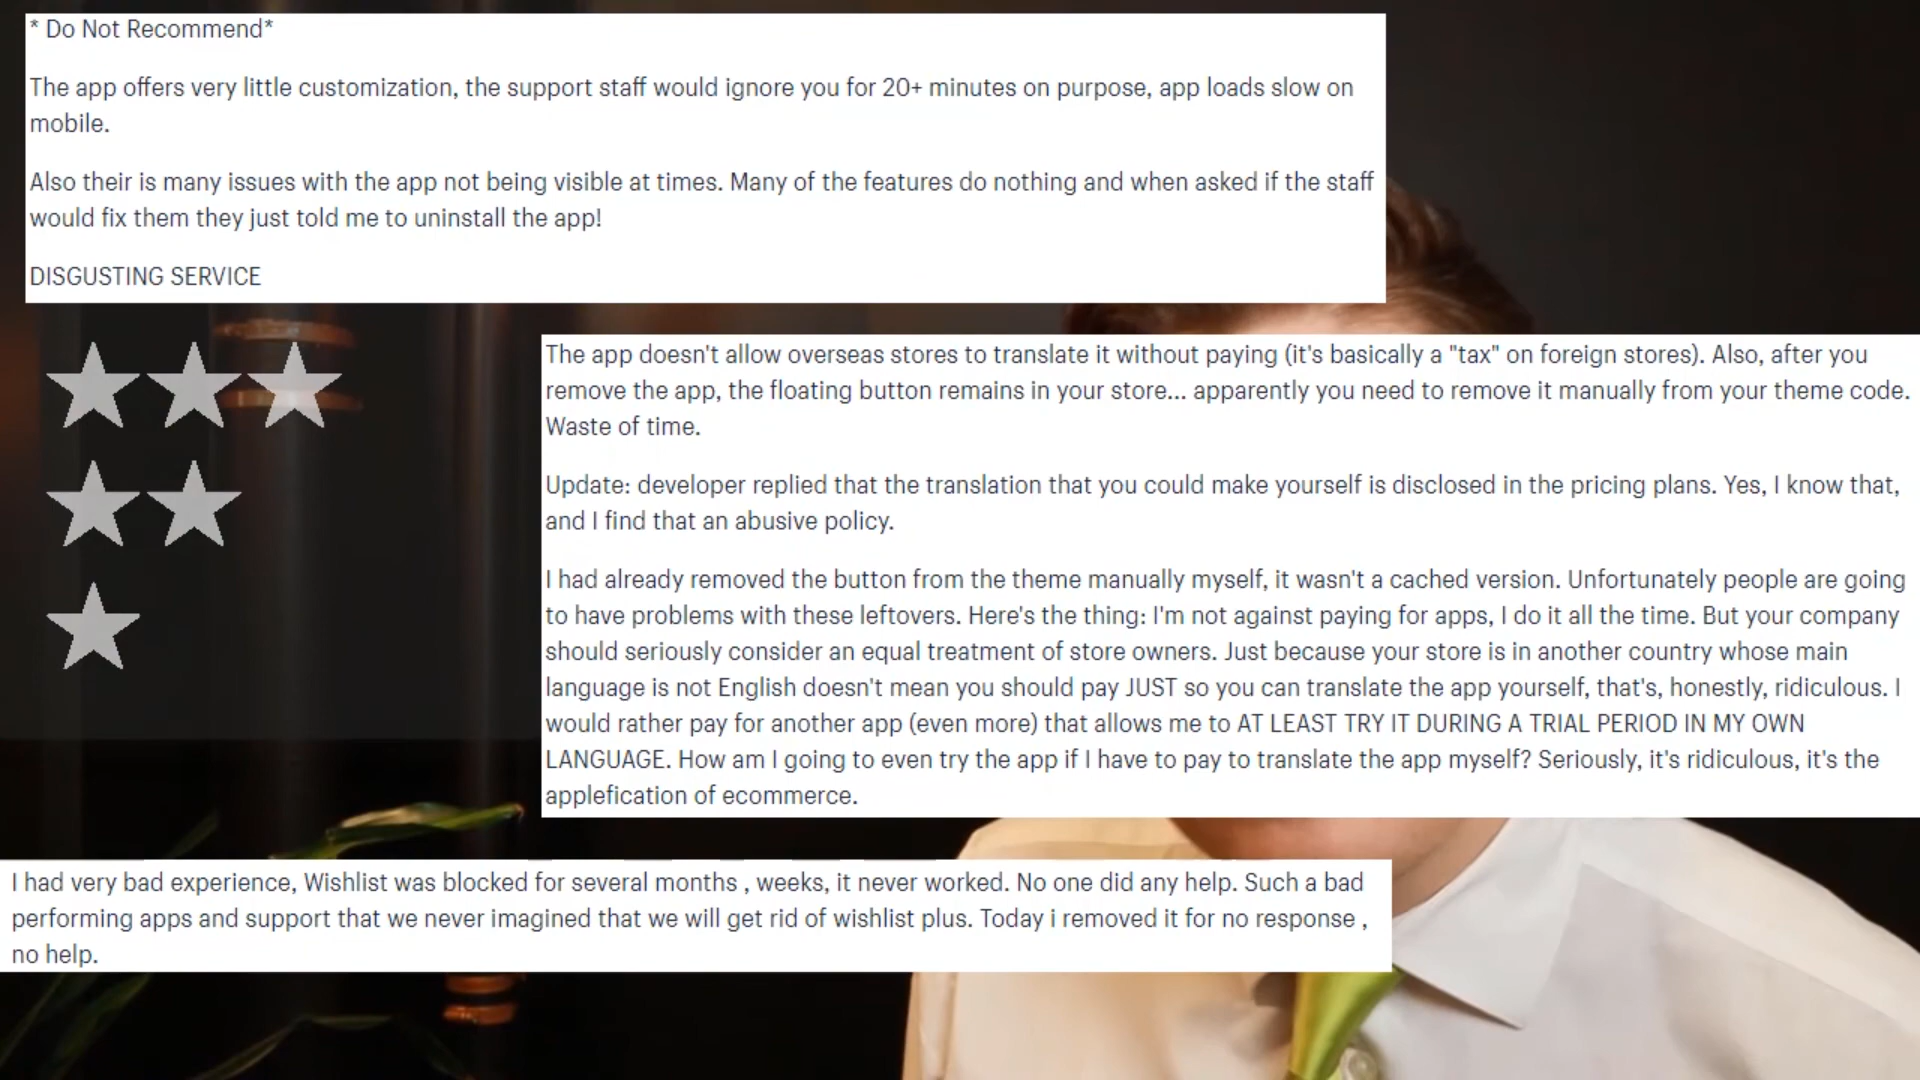 * Do Not Recommend*
The app offers very little customization, the support staff would ignore you for 20+ minutes on purpose, app loads slow on
mobile.
Also their is many issues with the app not being visible at times. Many of the features do nothing and when asked if the staff
would fix them they just told me to uninstall the app!
DISGUSTING SERVICE
The app doesn't allow overseas stores to translate it without paying (it's basically a "tax" on foreign stores). Also, after you
remove the app, the floating button remains in your store... apparently you need to remove it manually from your theme code.
Waste of time.
Update: developer replied that the translation that you could make yourself is disclosed in the pricing plans. Yes, I know that,
and I find that an abusive policy.
I had already removed the button from the theme manually myself, it wasn't a cached version. Unfortunately people are going
to have problems with these leftovers. Here's the thing: I'm not against paying for apps, I do it all the time. But your company
should seriously consider an equal treatment of store owners. Just because your store is in another country whose main
language is not English doesn't mean you should pay JUST so you can translate the app yourself, that's, honestly, ridiculous. I
would rather pay for another app (even more) that allows me to AT LEAST TRY IT DURING A TRIAL PERIOD IN MY OWN
LANGUAGE. How am I going to even try the app if I have to pay to translate the app myself? Seriously, it's ridiculous, it's the
applefication of ecommerce.
I had very bad experience, Wishlist was blocked for several months , weeks, it never worked. No one did any help. Such a bad
performing apps and support that we never imagined that we will get rid of wishlist plus. Today i removed it for no response ,
no help.